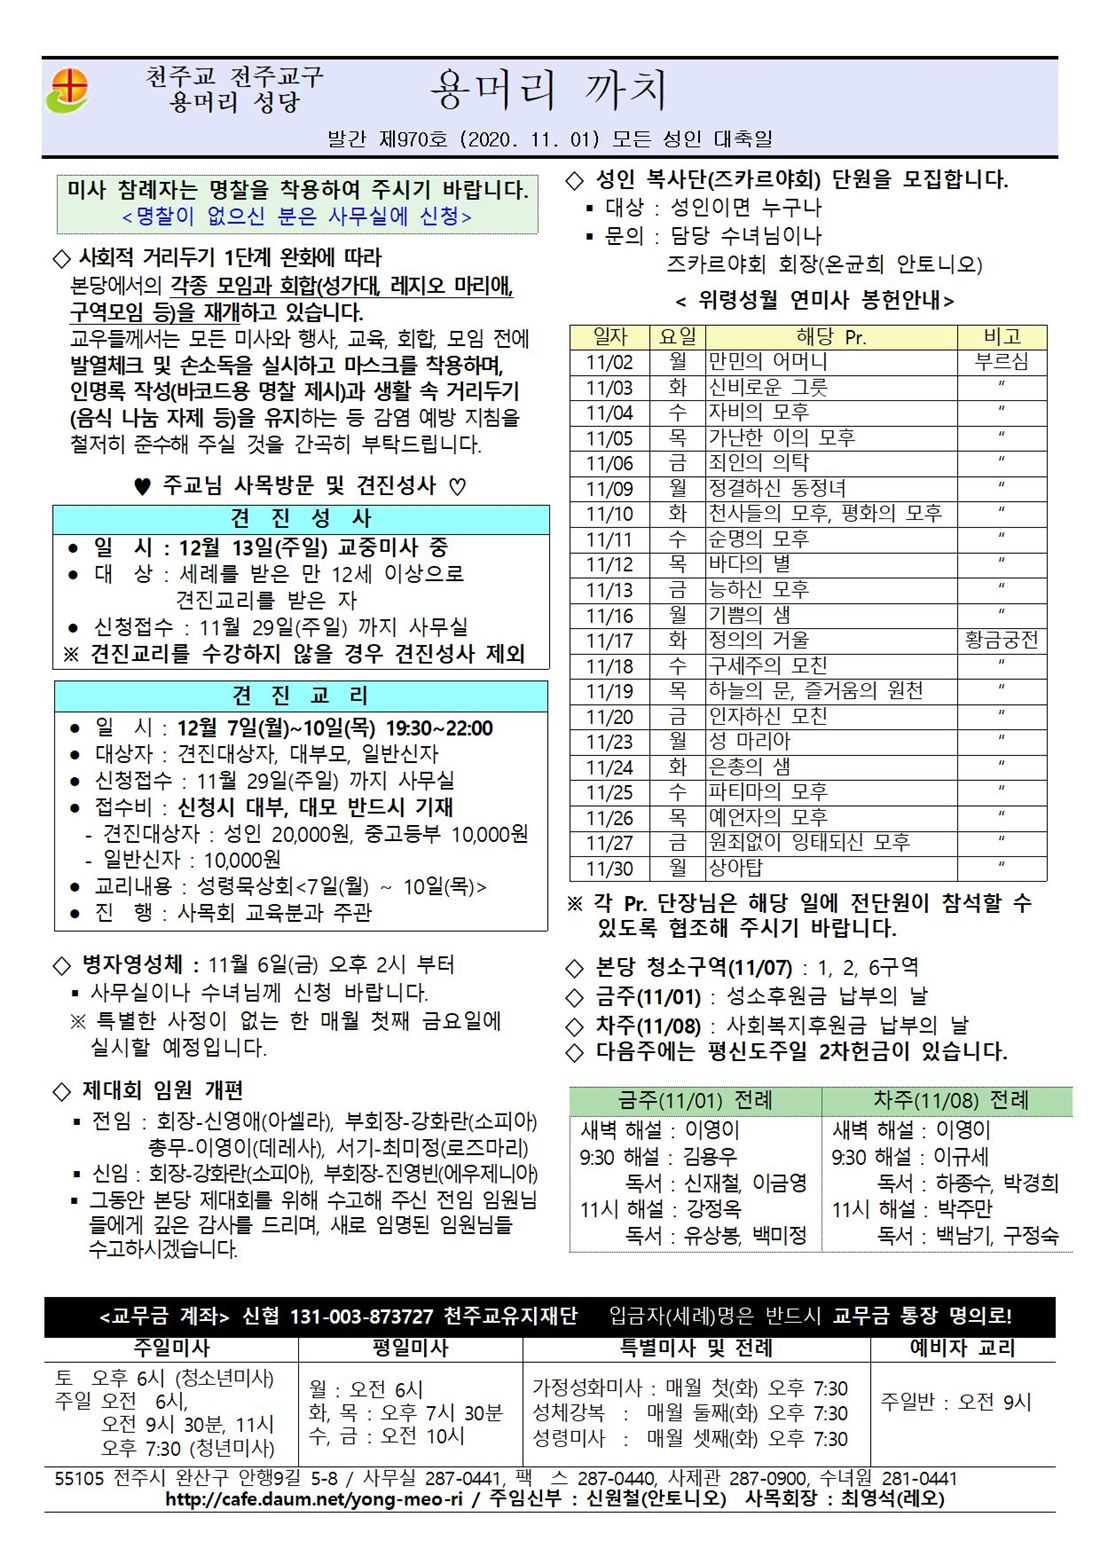 천주교 전주교구
용머리 성당
용머리 까치
발간 제970호 (2020. 11. 01) 모든 성인 대축일
미사 참례자는 명찰을 착용하여 주시기 바랍니다.
<명찰이 없으신 분은 사무실에 신청>
◇ 사회적 거리두기 1단계 완화에 따라
본당에서의 각종 모임과 회합(성가대, 레지오 마리애,
구역모임 등)을 재개하고 있습니다.
교우들께서는 모든 미사와 행사, 교육, 회합, 모임 전에
발열체크 및 손소독을 실시하고 마스크를 착용하며,
인명록 작성(바코드용 명찰 제시)과 생활 속 거리두기
(음식 나눔 자제 등)을 유지하는 등 감염 예방 지침을
철저히 준수해 주실 것을 간곡히 부탁드립니다.
♥ 주교님 사목방문 및 견진성사 ♡
견 진 성 사
● 일 시 : 12월 13일(주일) 교중미사 중
● 대 상 : 세례를 받은 만 12세 이상으로
견진교리를 받은 자
● 신청접수 : 11월 29일(주일) 까지 사무실
※ 견진교리를 수강하지 않을 경우 견진성사 제외
견 진 교 리
● 일 시 : 12월 7일(월)~10일(목) 19:30~22:00
● 대상자 : 견진대상자, 대부모, 일반신자
● 신청접수 : 11월 29일(주일) 까지 사무실
● 접수비 : 신청시 대부, 대모 반드시 기재
- 견진대상자 : 성인 20,000원, 중고등부 10,000원
- 일반신자 : 10,000원
● 교리내용 : 성령묵상회<7일(월) ~ 10일(목)>
● 진 행 : 사목회 교육분과 주관
◇ 병자영성체 : 11월 6일(금) 오후 2시 부터
▪ 사무실이나 수녀님께 신청 바랍니다.
※ 특별한 사정이 없는 한 매월 첫째 금요일에
실시할 예정입니다.
◇ 제대회 임원 개편
▪ 전임 : 회장-신영애(아셀라), 부회장-강화란(소피아)
총무-이영이(데레사), 서기-최미정(로즈마리)
▪ 신임 : 회장-강화란(소피아), 부회장-진영빈(에우제니아)
▪ 그동안 본당 제대회를 위해 수고해 주신 전임 임원님
들에게 깊은 감사를 드리며, 새로 임명된 임원님들
수고하시겠습니다.
◇ 성인 복사단(즈카르야회) 단원을 모집합니다.
▪ 대상 : 성인이면 누구나
▪ 문의 : 담당 수녀님이나
즈카르야회 회장(온균희 안토니오)
< 위령성월 연미사 봉헌안내>
일자 요일 해당 Pr. 비고
11/02 월 만민의 어머니 부르심
11/03 화 신비로운 그릇 “
11/04 수 자비의 모후 “
11/05 목 가난한 이의 모후 “
11/06 금 죄인의 의탁 “
11/09 월 정결하신 동정녀 “
11/10 화 천사들의 모후, 평화의 모후 “
11/11 수 순명의 모후 “
11/12 목 바다의 별 “
11/13 금 능하신 모후 “
11/16 월 기쁨의 샘 “
11/17 화 정의의 거울 황금궁전
11/18 수 구세주의 모친 “
11/19 목 하늘의 문, 즐거움의 원천 “
11/20 금 인자하신 모친 “
11/23 월 성 마리아 “
11/24 화 은총의 샘 “
11/25 수 파티마의 모후 “
11/26 목 예언자의 모후 “
11/27 금 원죄없이 잉태되신 모후 “
11/30 월 상아탑 “
※ 각 Pr. 단장님은 해당 일에 전단원이 참석할 수
있도록 협조해 주시기 바랍니다.
◇ 본당 청소구역(11/07) : 1, 2, 6구역
◇ 금주(11/01) : 성소후원금 납부의 날
◇ 차주(11/08) : 사회복지후원금 납부의 날
◇ 다음주에는 평신도주일 2차헌금이 있습니다.
금주(11/01) 전례 차주(11/08) 전례
새벽 해설 : 이영이 새벽 해설 : 이영이
9:30 해설 : 김용우 9:30 해설 : 이규세
독서 : 신재철, 이금영 독서 : 하종수, 박경희
11시 해설 : 강정옥 11시 해설 : 박주만
독서 : 유상봉, 백미정 독서 : 백남기, 구정숙
<교무금 계좌> 신협 131-003-873727 천주교유지재단 입금자(세례)명은 반드시 교무금 통장 명의로!
주일미사 평일미사 특별미사 및 전례 예비자 교리
토 오후 6시 (청소년미사)
주일 오전 6시,
오전 9시 30분, 11시
오후 7:30 (청년미사)
월 : 오전 6시
화, 목 : 오후 7시 30분
수, 금 : 오전 10시
가정성화미사 : 매월 첫(화) 오후 7:30
성체강복 : 매월 둘째(화) 오후 7:30
성령미사 : 매월 셋째(화) 오후 7:30
주일반 : 오전 9시
55105 전주시 완산구 안행9길 5-8 / 사무실 287-0441, 팩 스 287-0440, 사제관 287-0900, 수녀원 281-0441
http://cafe.daum.net/yong-meo-ri / 주임신부 : 신원철(안토니오) 사목회장 : 최영석(레오)